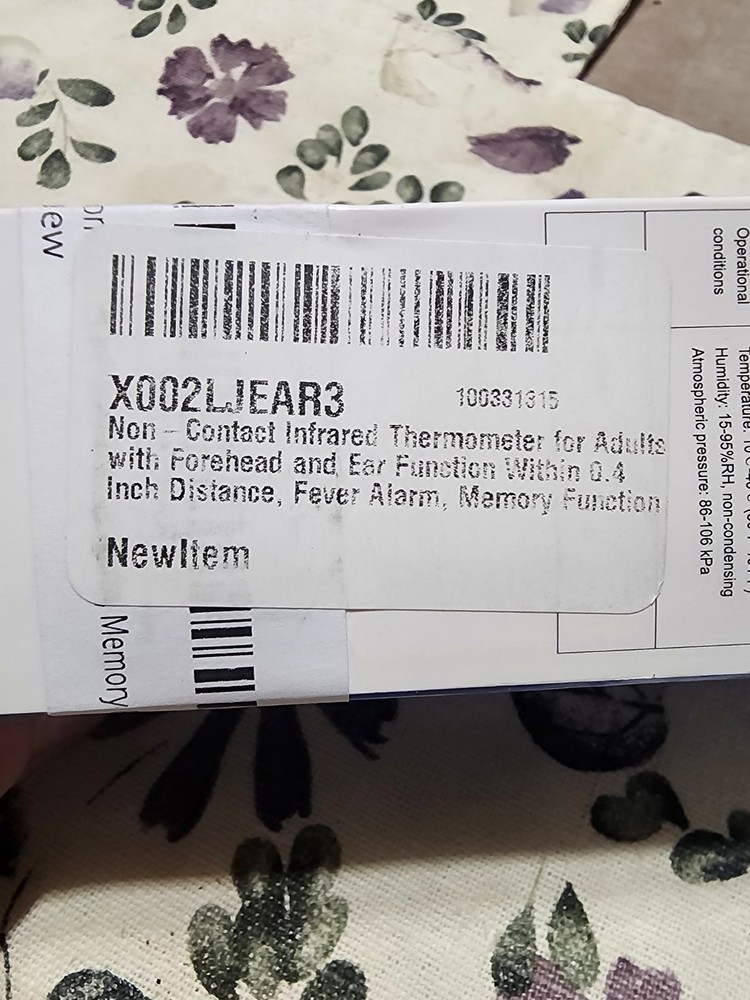 X002LJEAR3
100331315
Non-Contact Infrared Thermometer for Adults
with Forehead and Ear Function Within 0.4
Inch Distance, Fever Alarm, Memory Function
NewItem
ew
Memory
Operational
conditions
Humidity: 15-95%RH, non-condensing
Atmospheric pressure: 86-106 kPa